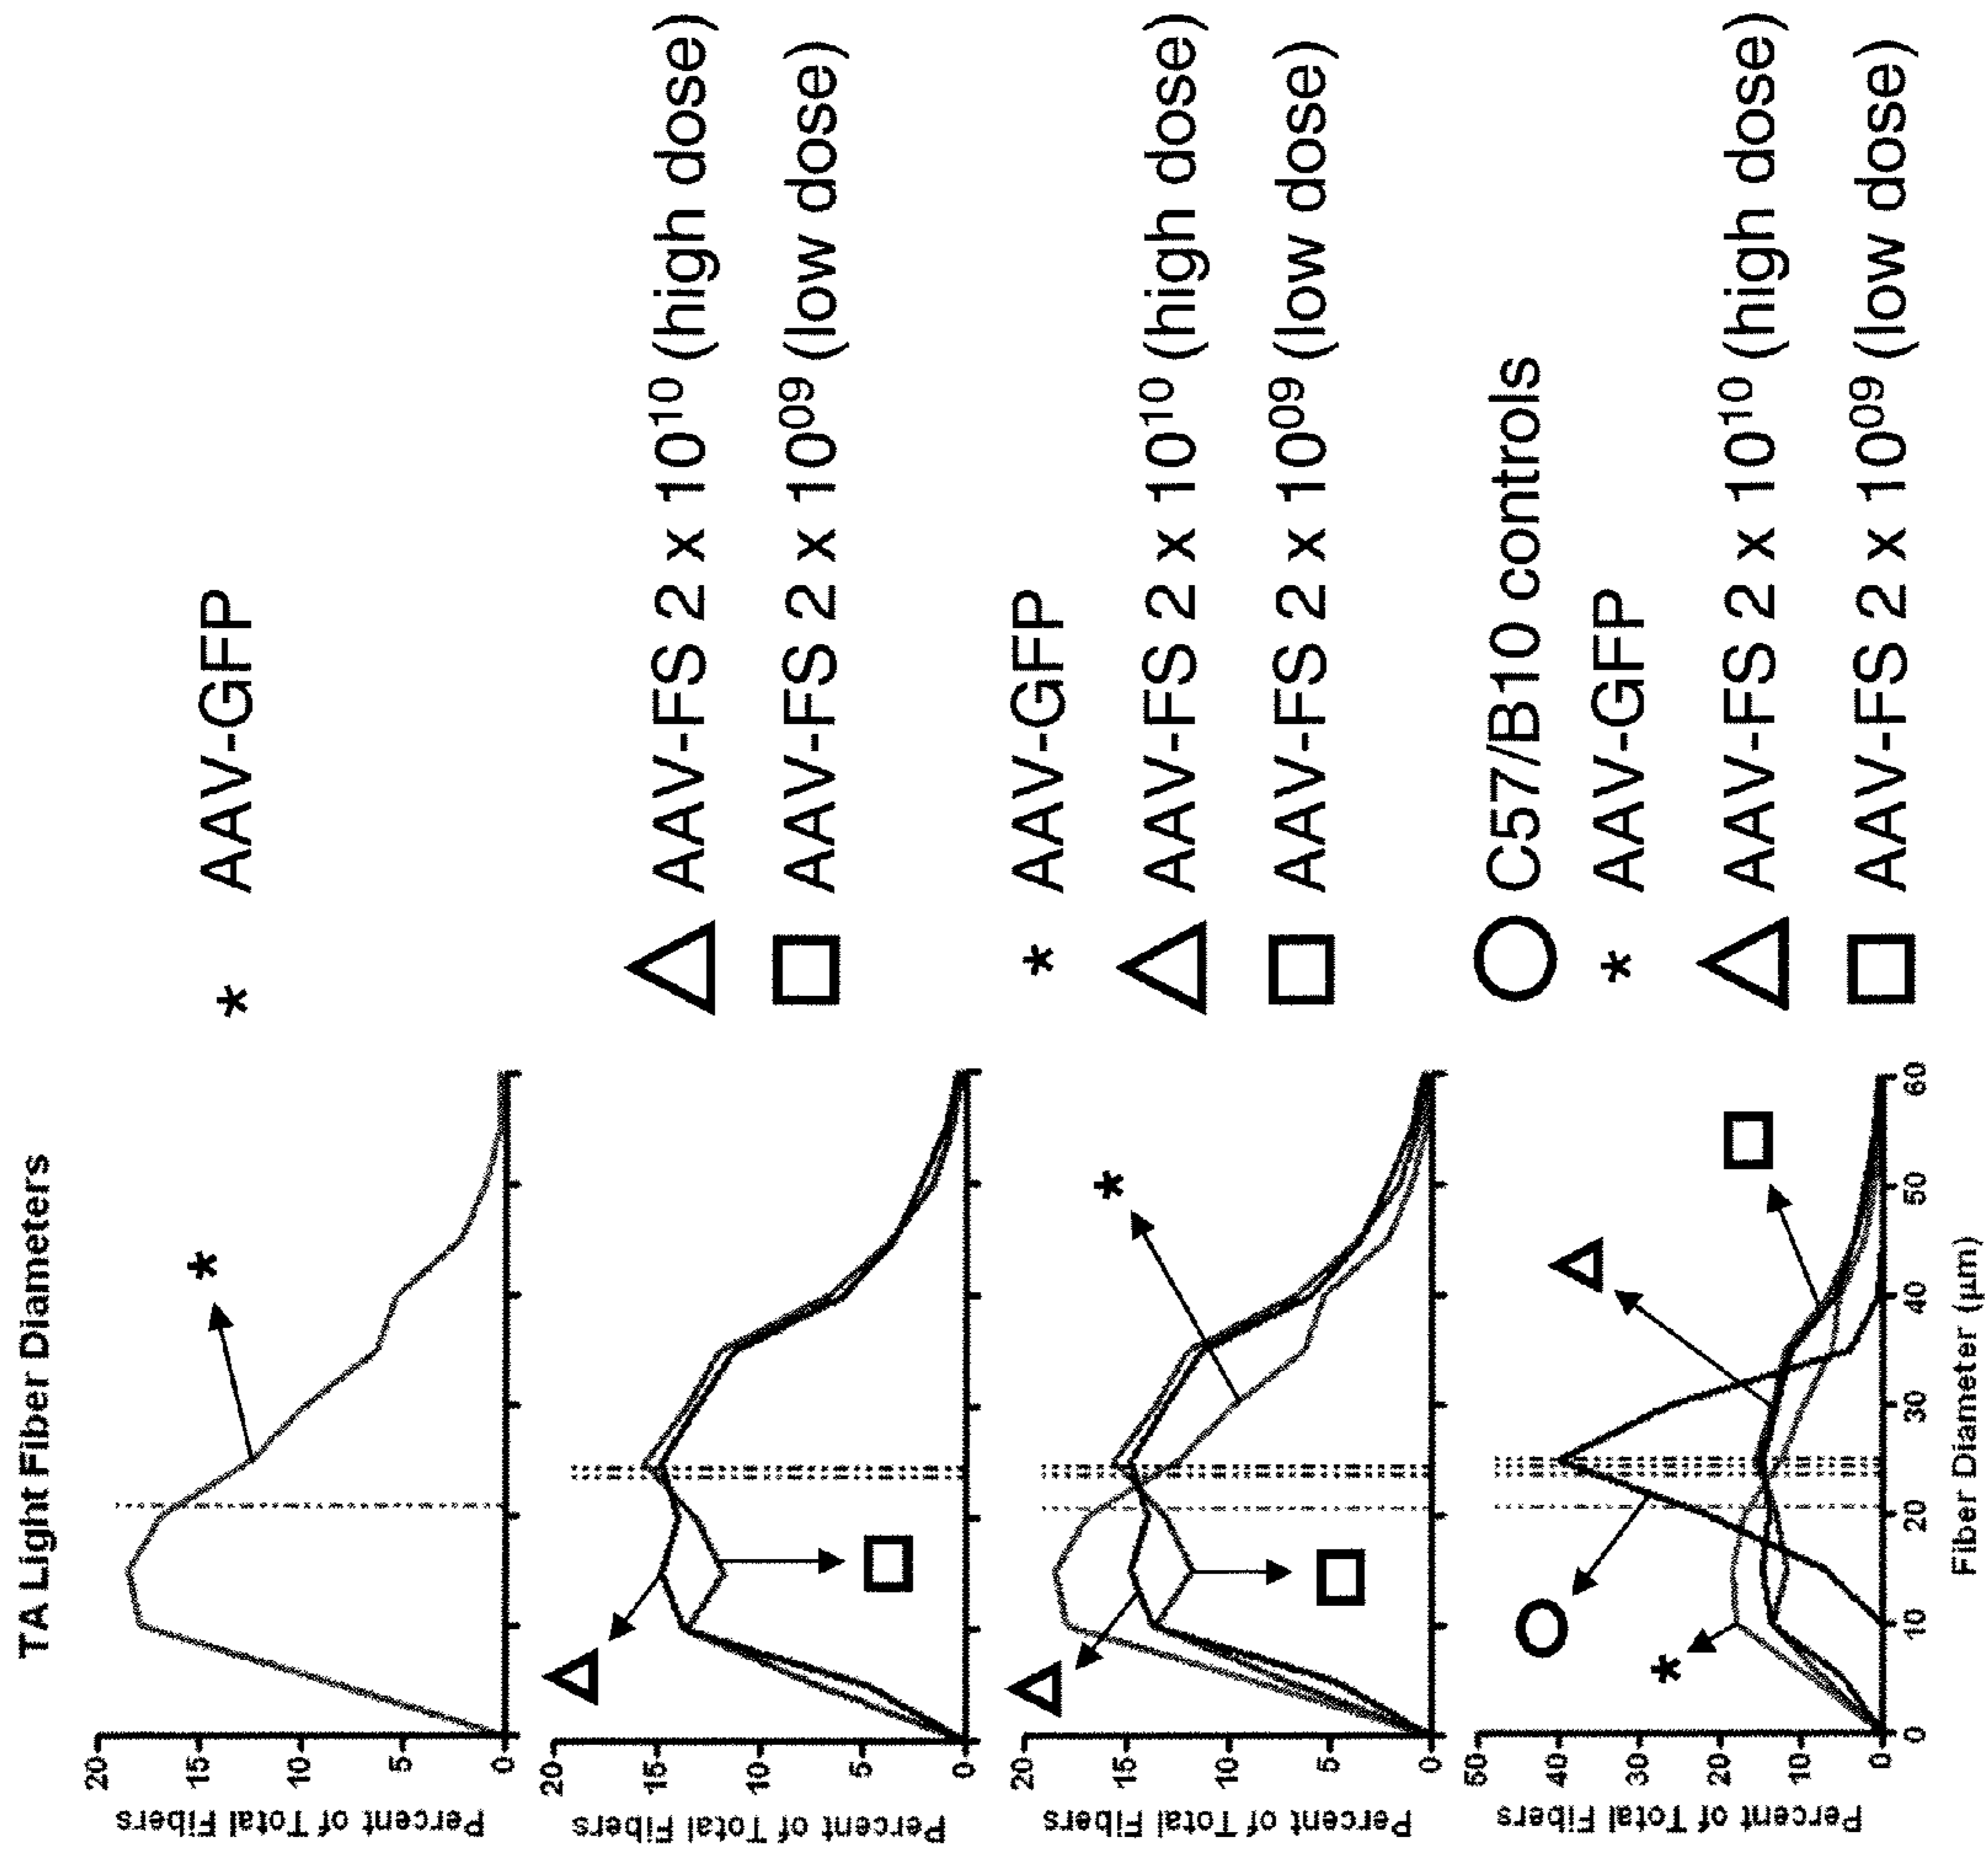 TA Light Fiber Diameters
Percent of Total Fibers
20
15
10
5
0
* AAV-GFP
*
Percent of Total Fibers
20
15
10
5
0
AAV-FS 2 x 10¹⁰ (high dose)
AAV-FS 2 x 10⁰⁹ (low dose)
Percent of Total Fibers
20
15
10
5
0
*
* AAV-GFP
AAV-FS 2 x 10¹⁰ (high dose)
AAV-FS 2 x 10⁰⁹ (low dose)
Percent of Total Fibers
50
40
30
20
10
0
*
C57/B10 controls
* AAV-GFP
AAV-FS 2 x 10¹⁰ (high dose)
AAV-FS 2 x 10⁰⁹ (low dose)
0 10 20 30 40 50 60
Fiber Diameter (µm)